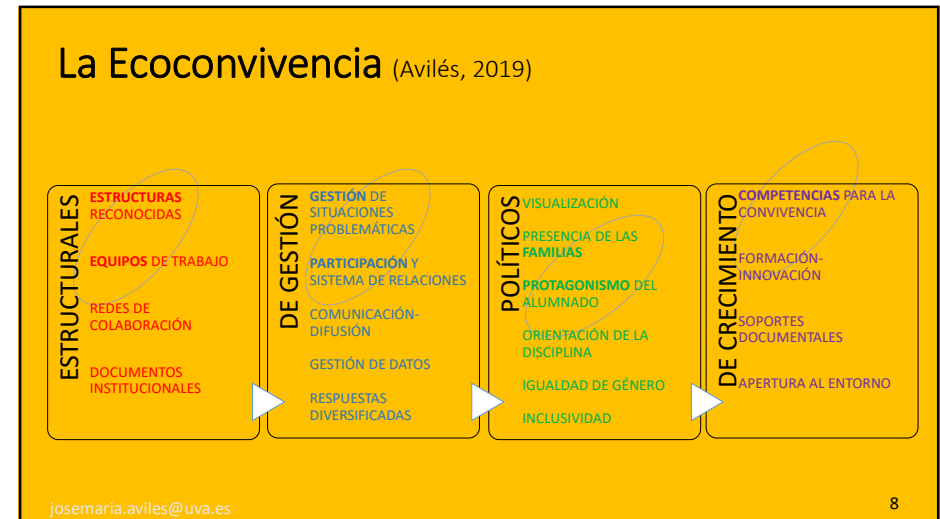 La Ecoconvivencia (Avilés, 2019)
ESTRUCTURALES
ESTRUCTURAS
RECONOCIDAS
EQUIPOS DE TRABAJO
REDES DE
COLABORACIÓN
DOCUMENTOS
INSTITUCIONALES
DE GESTIÓN
GESTIÓN DE
SITUACIONES
PROBLEMÁTICAS
PARTICIPACIÓN Y
SISTEMA DE RELACIONES
COMUNICACIÓN-
DIFUSIÓN
GESTIÓN DE DATOS
RESPUESTAS
DIVERSIFICADAS
POLÍTICOS
VISUALIZACIÓN
PRESENCIA DE LAS
FAMILIAS
PROTAGONISMO DEL
ALUMNADO
ORIENTACIÓN DE LA
DISCIPLINA
IGUALDAD DE GÉNERO
INCLUSIVIDAD
DE CRECIMIENTO
COMPETENCIAS PARA LA
CONVIVENCIA
FORMACIÓN-
INNOVACIÓN
SOPORTES
DOCUMENTALES
APERTURA AL ENTORNO
josemaria.aviles@uva.es
8